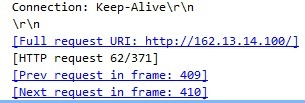 Connection: Keep-Alive\r\n
\r\n
[Full request URI: http://162.13.14.100/]
[HTTP request 62/371]
[Prev request in frame: 409]
[Next request in frame: 410]